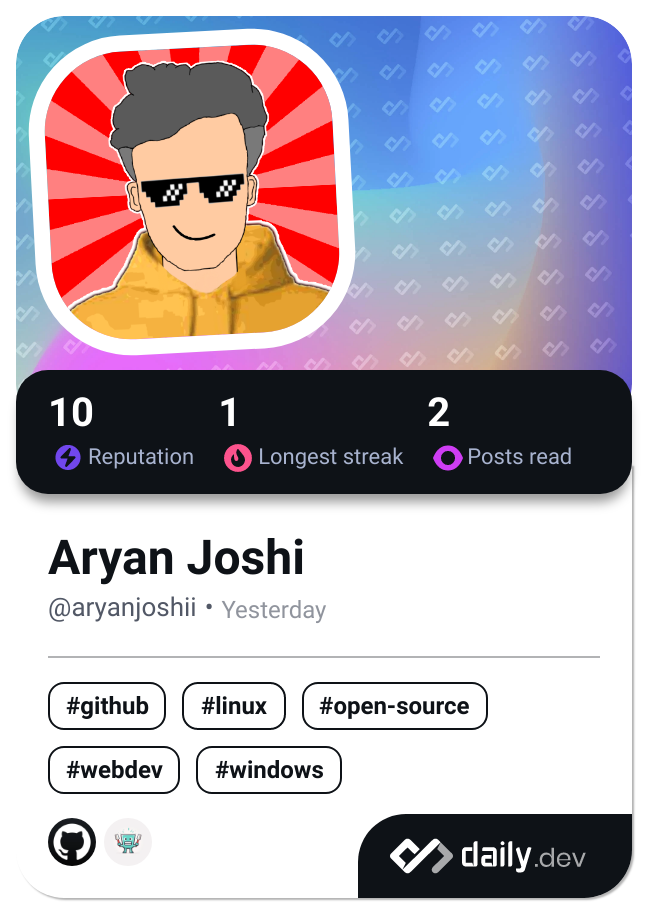 10 1 2
Reputation Longest streak Posts read
Aryan Joshi
@aryanjoshii • Yesterday
#github #linux #open-source
#webdev #windows
daily.dev